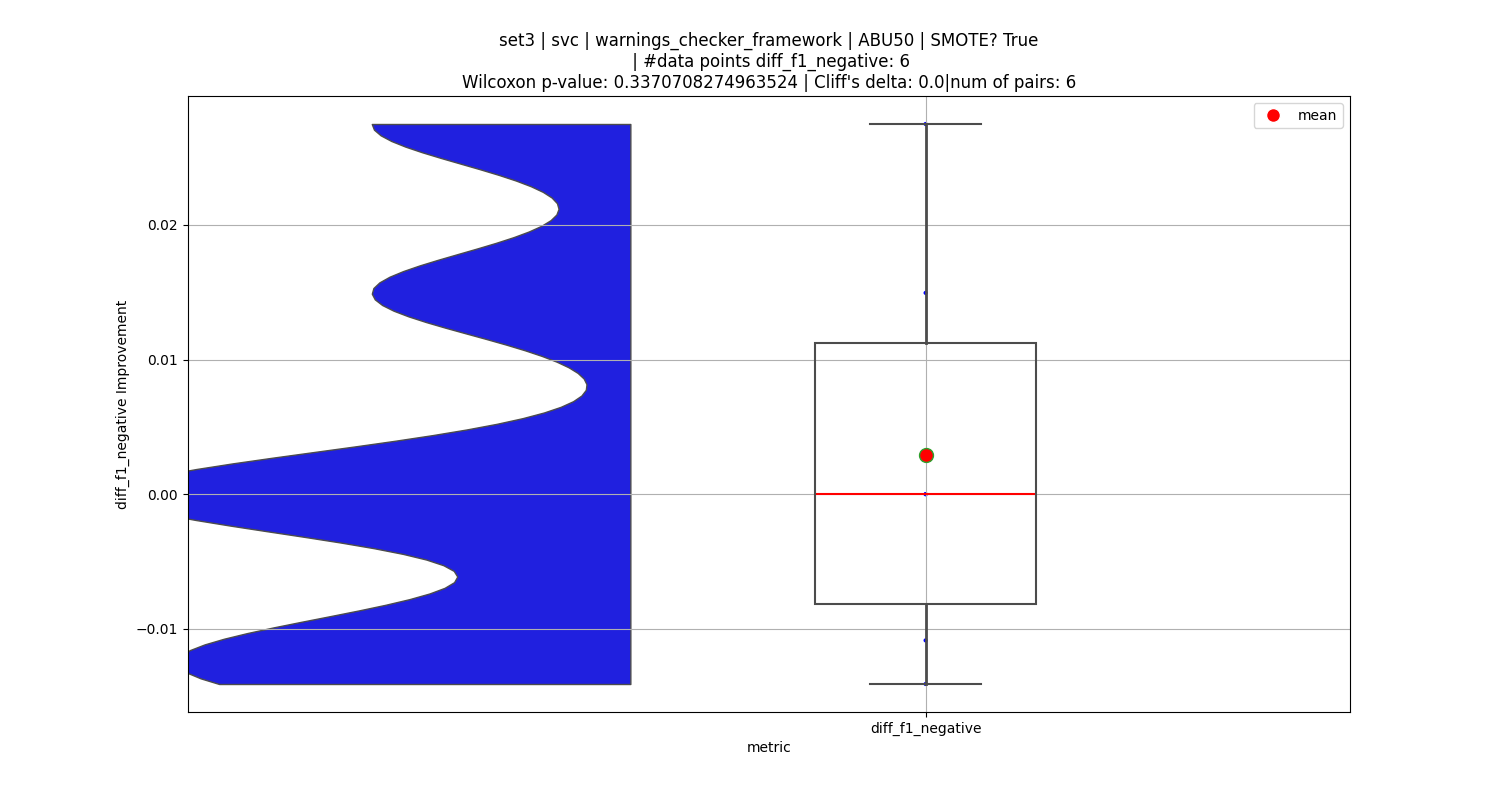 set3 | svc | warnings_checker_framework | ABU50 | SMOTE? True
| #data points diff_f1_negative: 6
Wilcoxon p-value: 0.3370708274963524 | Cliff's delta: 0.0|num of pairs: 6
mean
0.02
0.01
0.00
−0.01
diff_f1_negative Improvement
diff_f1_negative
metric